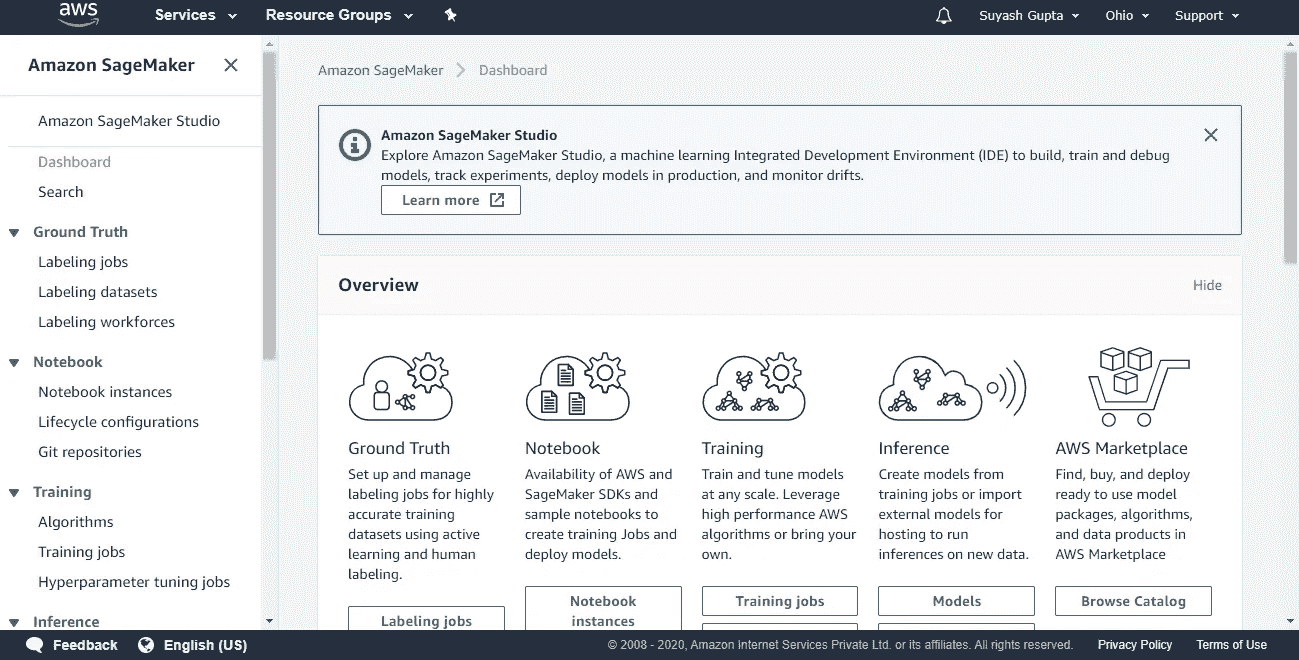 aws
Services
Resource Groups
Suyash Gupta
Ohio
Support
Amazon SageMaker
Amazon SageMaker Studio
Dashboard
Search
Ground Truth
Labeling jobs
Labeling datasets
Labeling workforces
Notebook
Notebook instances
Lifecycle configurations
Git repositories
Training
Algorithms
Training jobs
Hyperparameter tuning jobs
Inference
Amazon SageMaker
Dashboard
Amazon SageMaker Studio
Explore Amazon SageMaker Studio, a machine learning Integrated Development Environment (IDE) to build, train and debug
models, track experiments, deploy models in production, and monitor drifts.
Learn more
Overview
Hide
Ground Truth
Set up and manage
labeling jobs for highly
accurate training
datasets using active
learning and human
labeling.
Labeling jobs
Notebook
Availability of AWS and
SageMaker SDKs and
sample notebooks to
create training Jobs and
deploy models.
Notebook
instances
Training
Train and tune models
at any scale. Leverage
high performance AWS
algorithms or bring your
own.
Training jobs
Inference
Create models from
training jobs or import
external models for
hosting to run
inferences on new data.
Models
AWS Marketplace
Find, buy, and deploy
ready to use model
packages, algorithms,
and data products in
AWS Marketplace
Browse Catalog
Feedback
English (US)
© 2008 - 2020, Amazon Internet Services Private Ltd. or its affiliates. All rights reserved.
Privacy Policy
Terms of Use